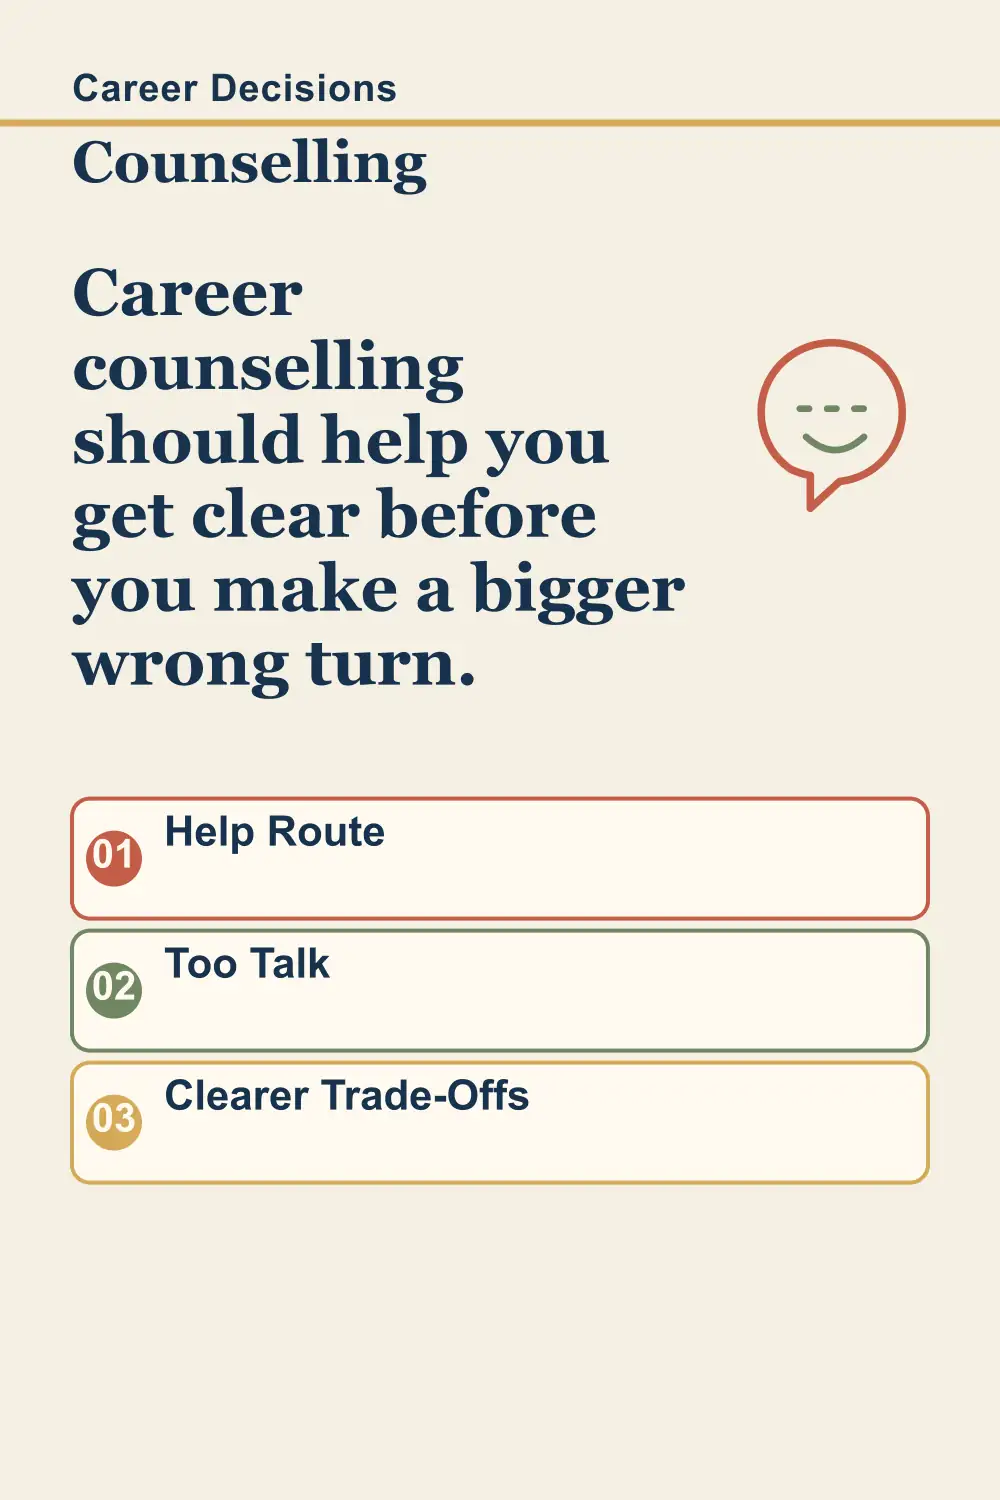 Career Decisions
Counselling
Career
counselling
should help you
get clear before
you make a bigger
wrong turn.
01
Help Route
02
Too Talk
03
Clearer Trade-Offs